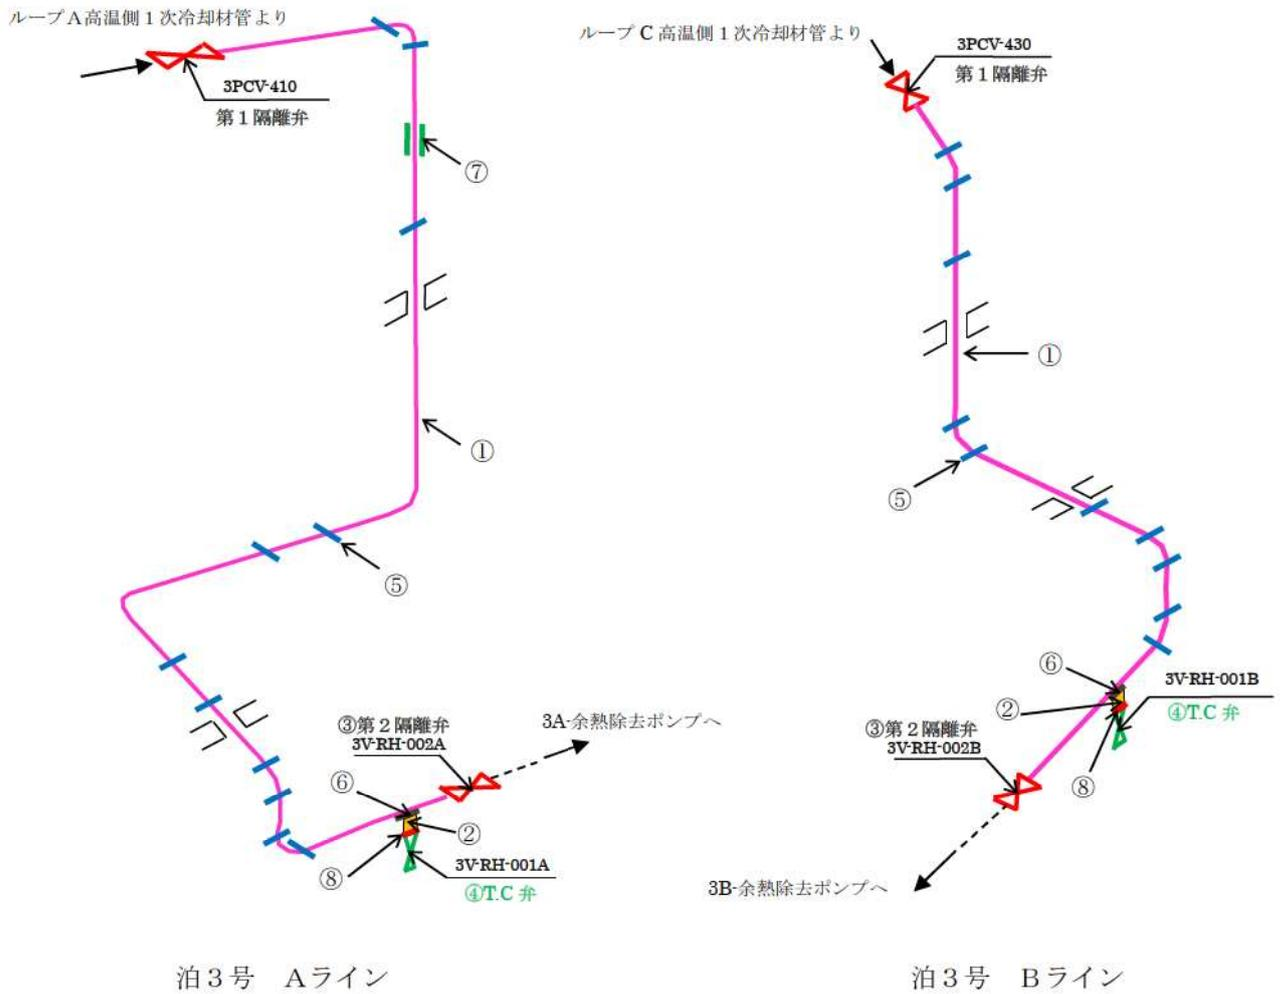 ループA高温側1次冷却材管より
3PCV-410
第1隔離弁
⑦
①
⑤
③第2隔離弁
3V-RH-002A
3A-余熱除去ポンプへ
⑥
②
⑧
3V-RH-001A
④T.C 弁
泊3号 Aライン
ループC高温側1次冷却材管より
3PCV-430
第1隔離弁
①
⑤
⑥
3V-RH-001B
②
④T.C 弁
③第2隔離弁
3V-RH-002B
⑧
3B-余熱除去ポンプへ
泊3号 Bライン